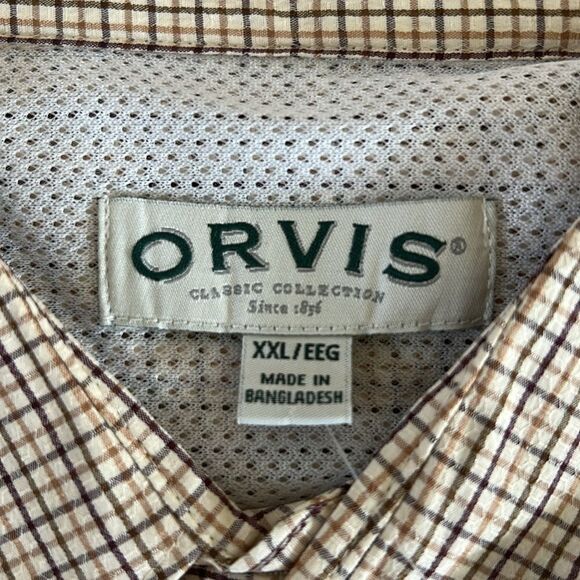 ORVIS®
CLASSIC COLLECTION
Since 1856
XXL/EEG
MADE IN
BANGLADESH